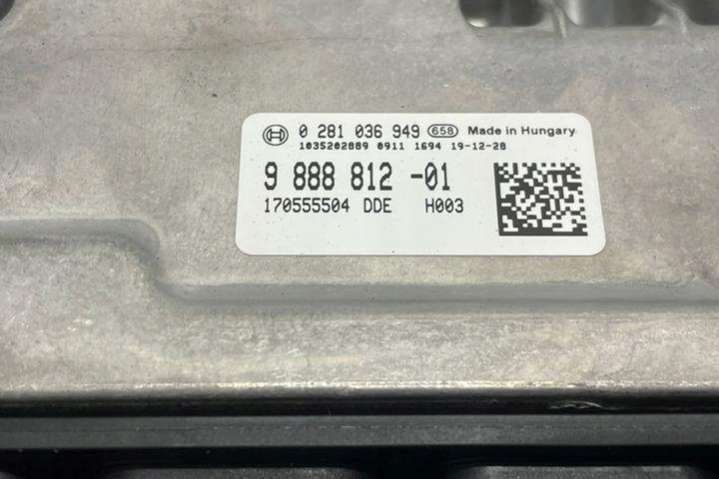 0 281 036 949 658 Made in Hungary
1035202889 0911 1694 19-12-28
9 888 812 -01
170555504 DDE H003